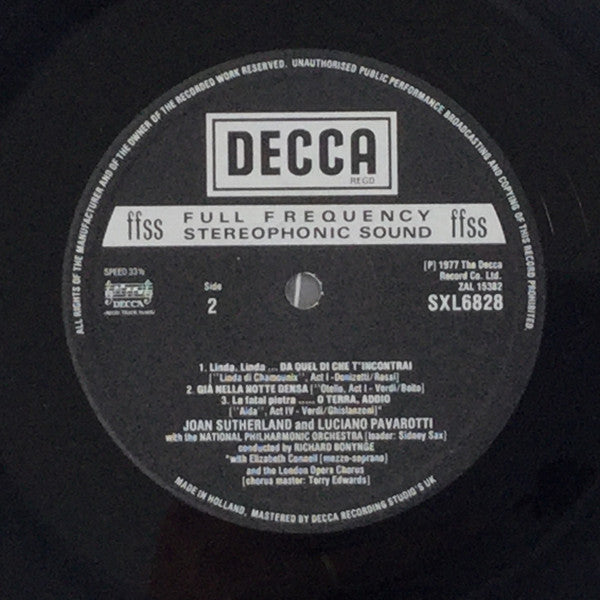 ALL RIGHTS OF THE MANUFACTURER AND OF THE OWNER OF THE RECORDED WORK RESERVED. UNAUTHORISED PUBLIC PERFORMANCE BROADCASTING AND COPYING OF THIS RECORD PROHIBITED.
DECCA
REGD
ffss FULL FREQUENCY STEREOPHONIC SOUND ffss
SPEED 33⅓
DECCA
Side
2
[P] 1977 The Decca
Record Co. Ltd.
ZAL 15382
SXL6828
1. Linda, Linda .... DA QUEL DI CHE T'INCONTRAI
[''Linda di Chamounix'', Act I - Donizetti/Rossi]
2. GIÀ NELLA NOTTE DENSA [''Otello, Act I - Verdi/Boito]
3. La fatal pietra ...... O TERRA, ADDIO
[''Aida'', Act IV - Verdi/Ghislanzoni]*
JOAN SUTHERLAND and LUCIANO PAVAROTTI
with the NATIONAL PHILHARMONIC ORCHESTRA [leader: Sidney Sax]
conducted by RICHARD BONYNGE
*with Elizabeth Connell [mezzo-soprano]
and the London Opera Chorus
[chorus master: Terry Edwards]
MADE IN HOLLAND, MASTERED BY DECCA RECORDING STUDIO'S UK